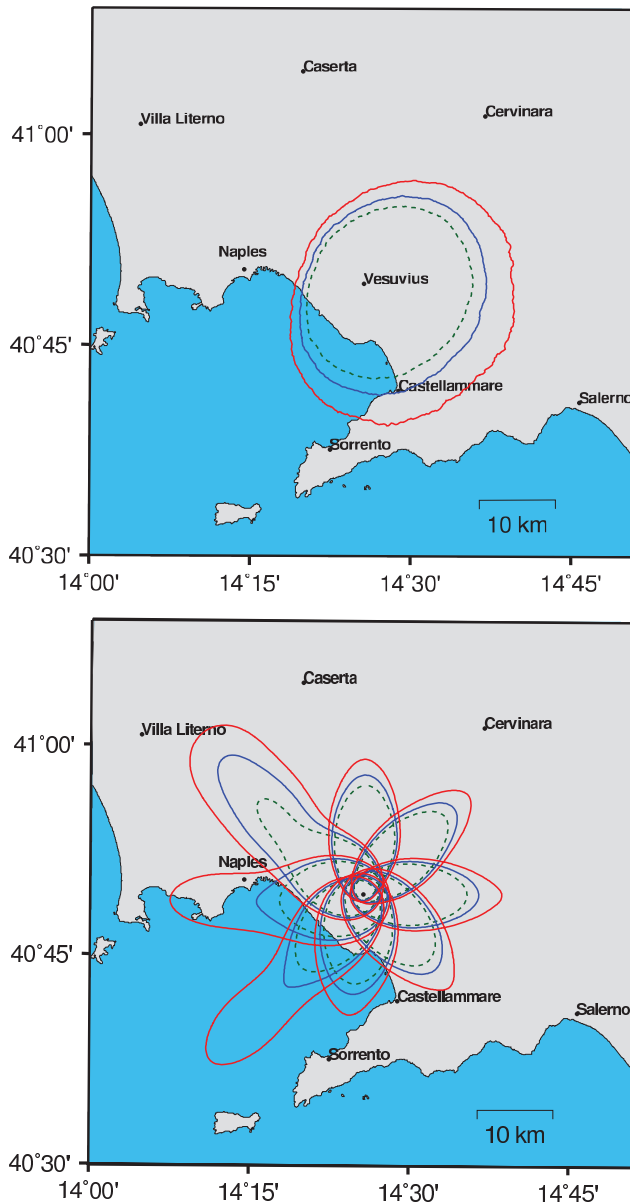 Caserta
Cervinara
Villa Literno
41°00'
Naples
Vesuvius
40°45'
Castellammare
Salerno
Sorrento
10 km
40°30'
14°00' 14°15' 14°30' 14°45'
Caserta
Cervinara
Villa Literno
41°00'
Naples
40°45'
Castellammare
Salerno
Sorrento
10 km
40°30'
14°00' 14°15' 14°30' 14°45'